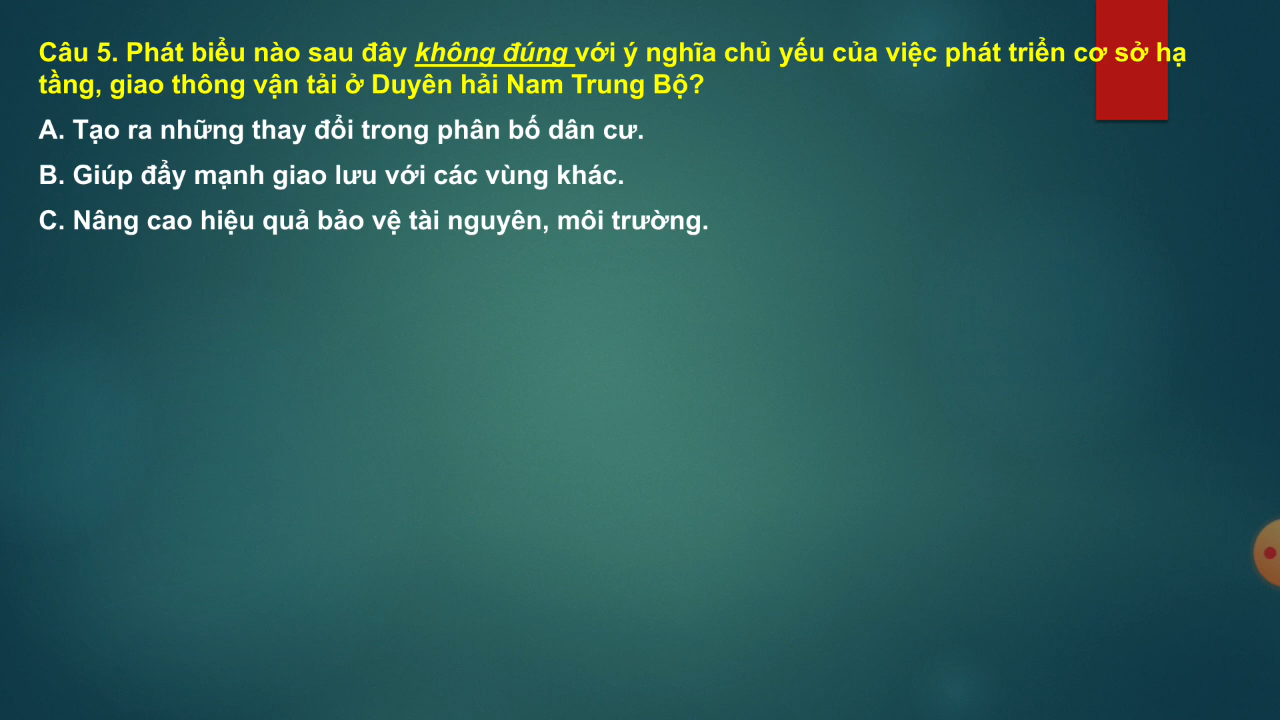 Câu 5. Phát biểu nào sau đây không đúng với ý nghĩa chủ yếu của việc phát triển cơ sở hạ
tầng, giao thông vận tải ở Duyên hải Nam Trung Bộ?
A. Tạo ra những thay đổi trong phân bố dân cư.
B. Giúp đẩy mạnh giao lưu với các vùng khác.
C. Nâng cao hiệu quả bảo vệ tài nguyên, môi trường.